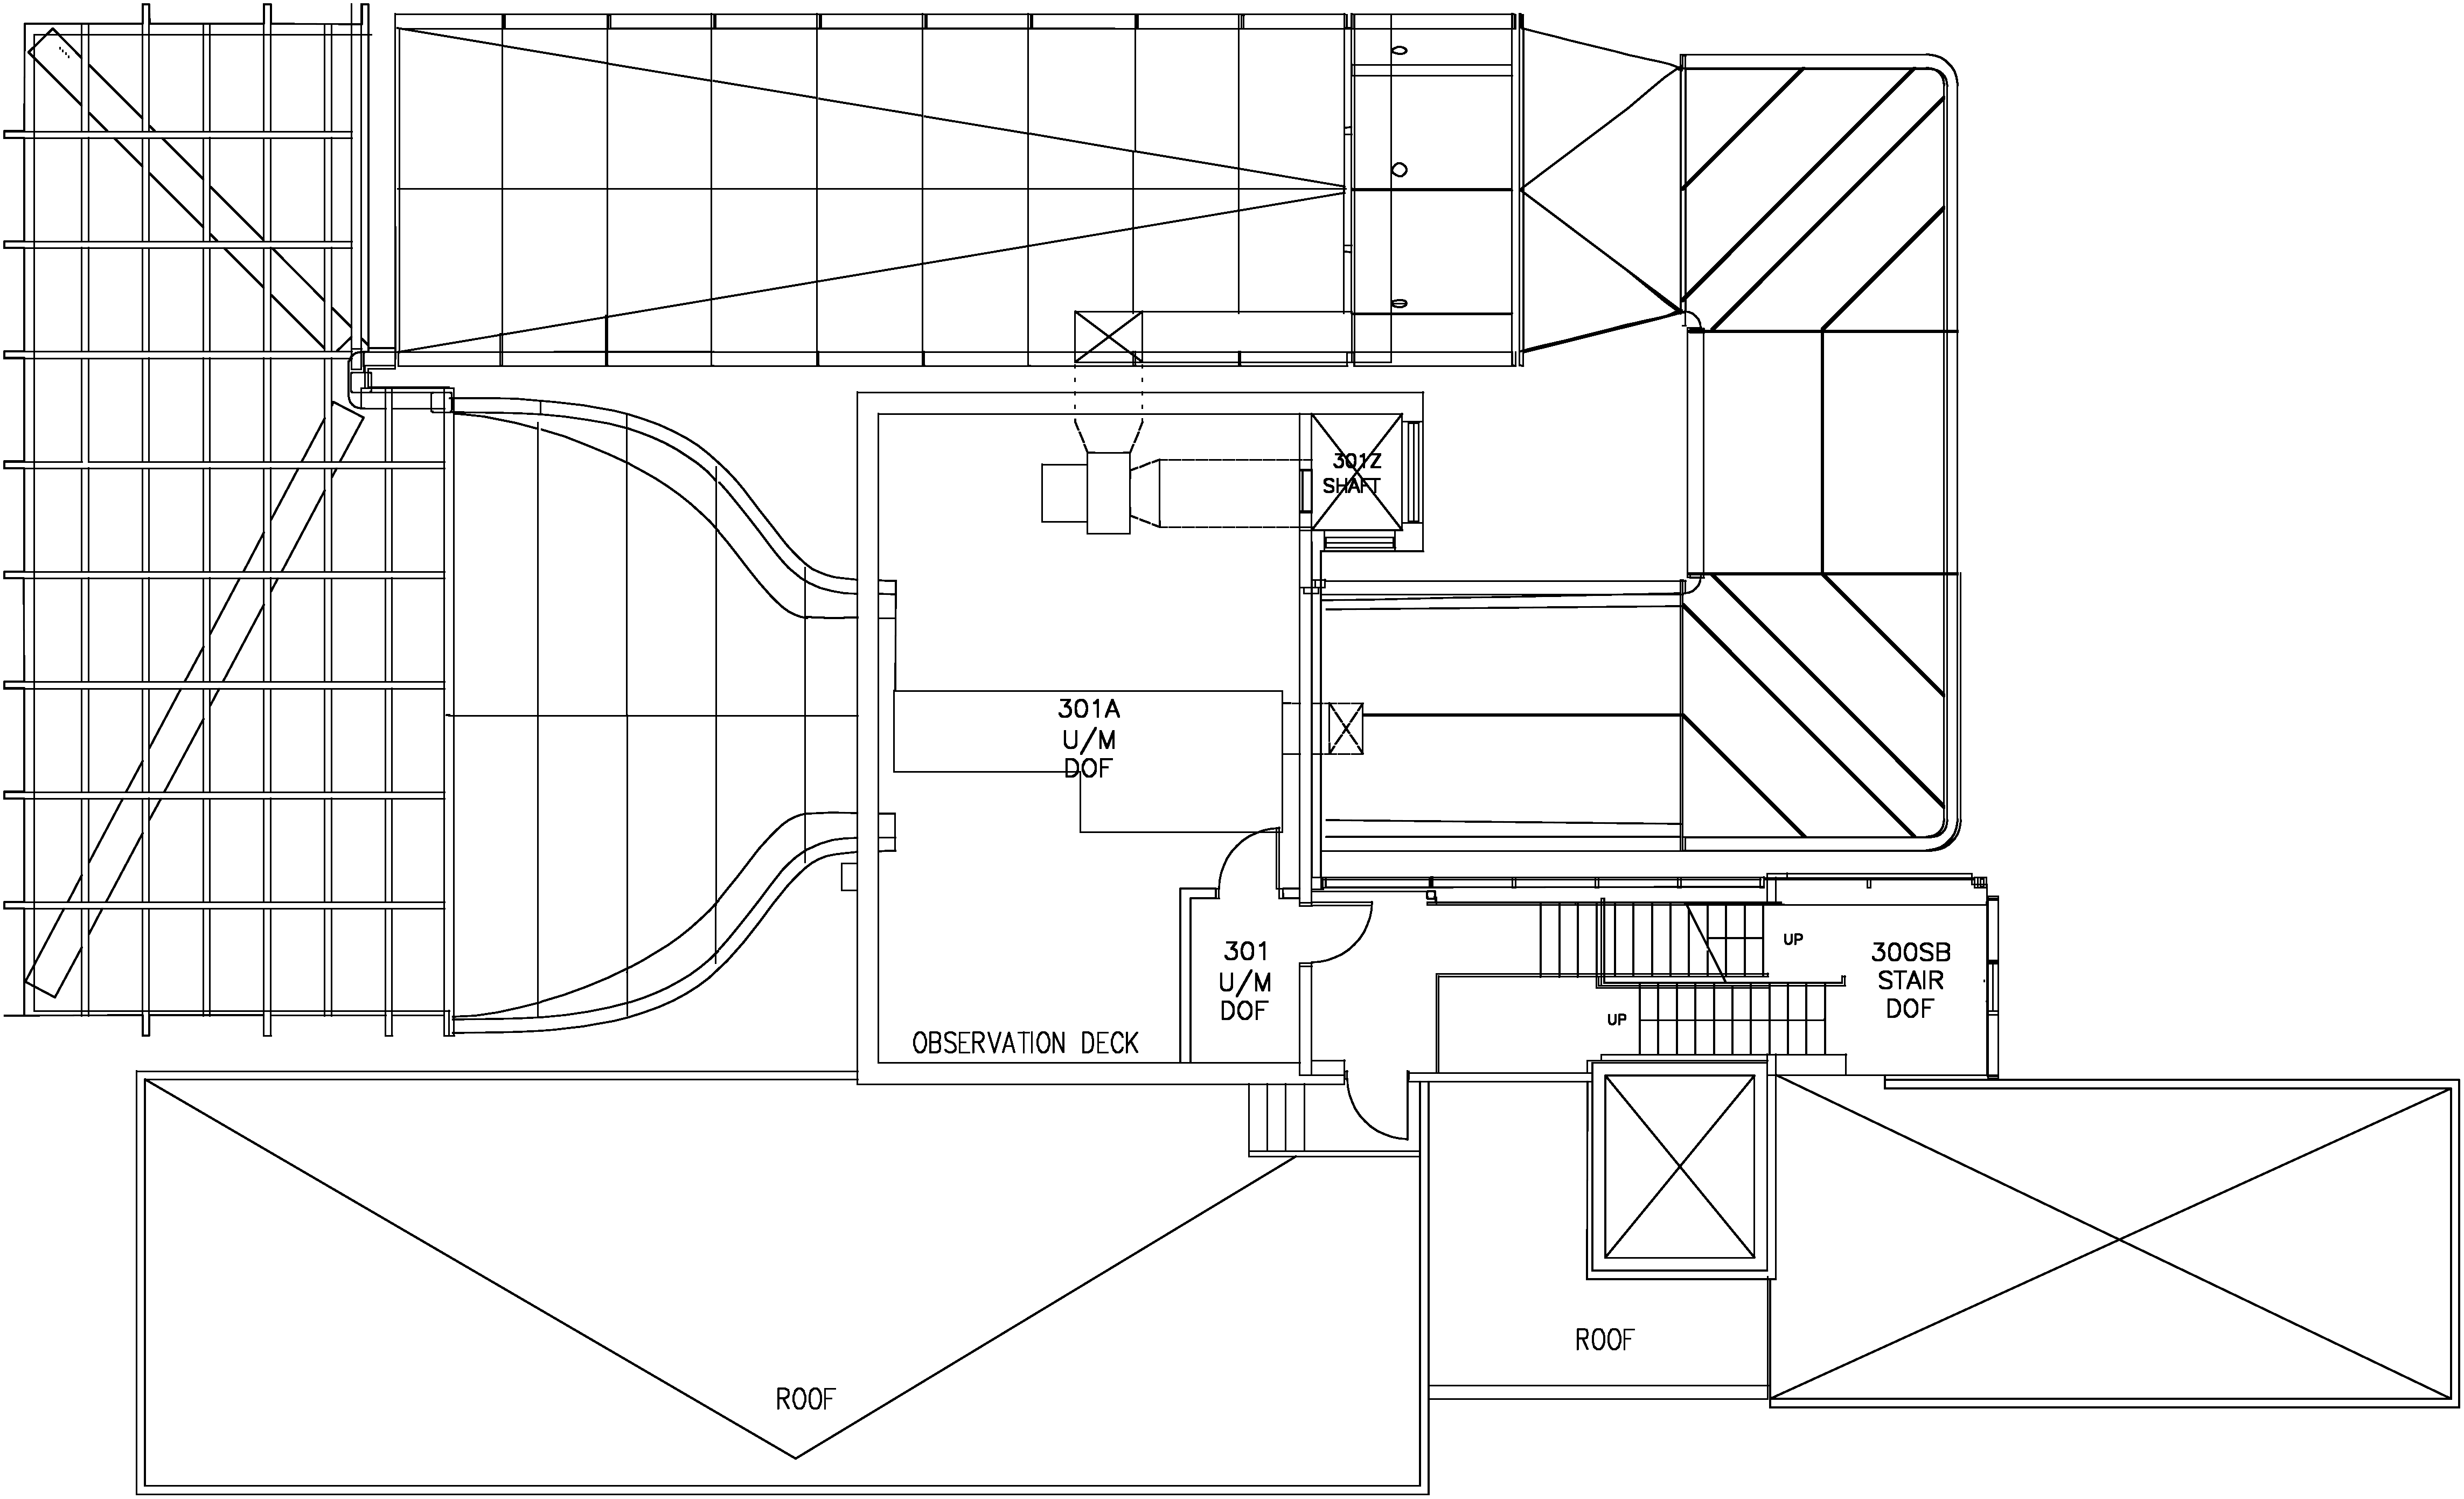 301Z
SHAFT
301A
U/M
DOF
301
U/M
DOF
UP
300SB
STAIR
DOF
UP
OBSERVATION DECK
ROOF
ROOF